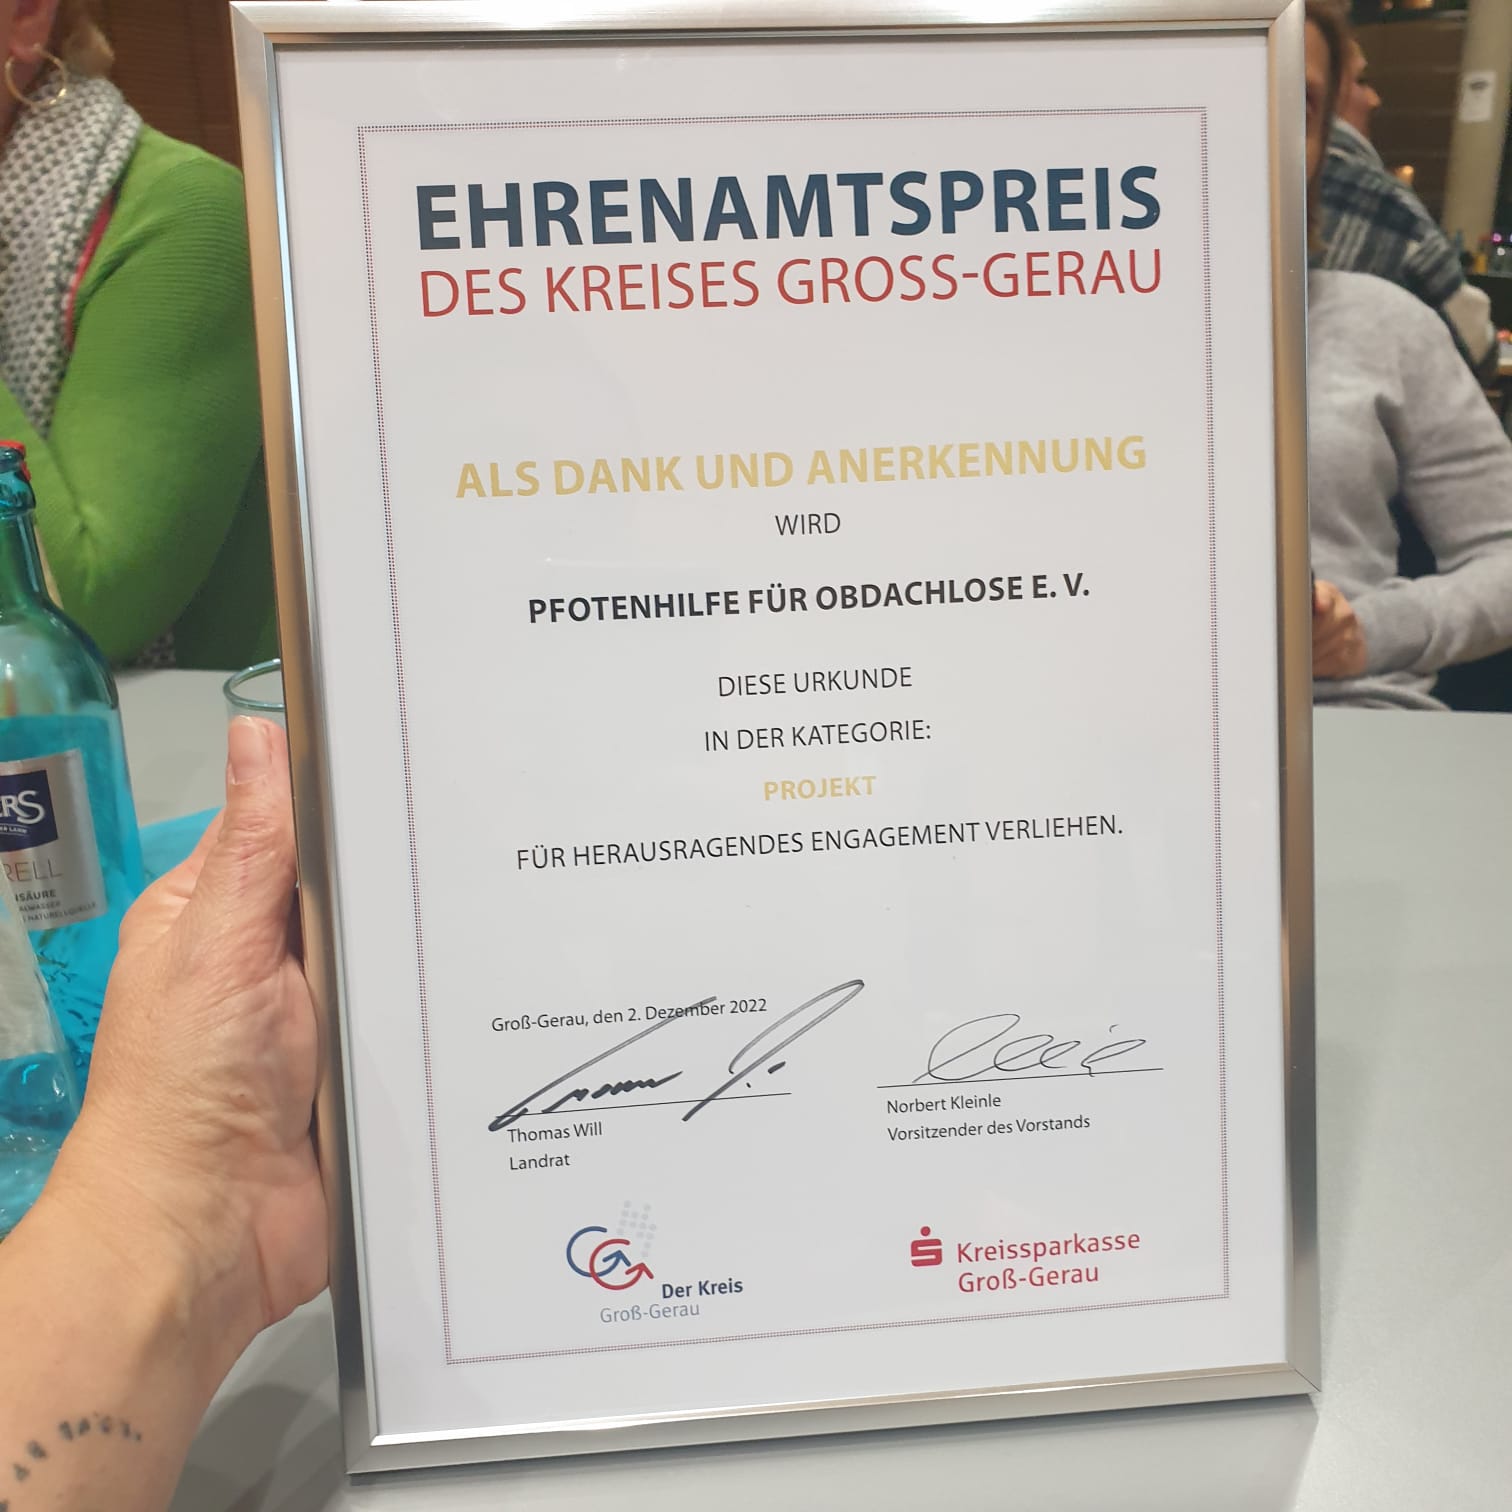 EHRENAMTSPREIS
DES KREISES GROSS-GERAU
ALS DANK UND ANERKENNUNG
WIRD
PFOTENHILFE FÜR OBDACHLOSE E. V.
DIESE URKUNDE
IN DER KATEGORIE:
PROJEKT
FÜR HERAUSRAGENDES ENGAGEMENT VERLIEHEN.
Groß-Gerau, den 2. Dezember 2022
Thomas Will
Landrat
Norbert Kleinle
Vorsitzender des Vorstands
Der Kreis
Groß-Gerau
Kreissparkasse
Groß-Gerau